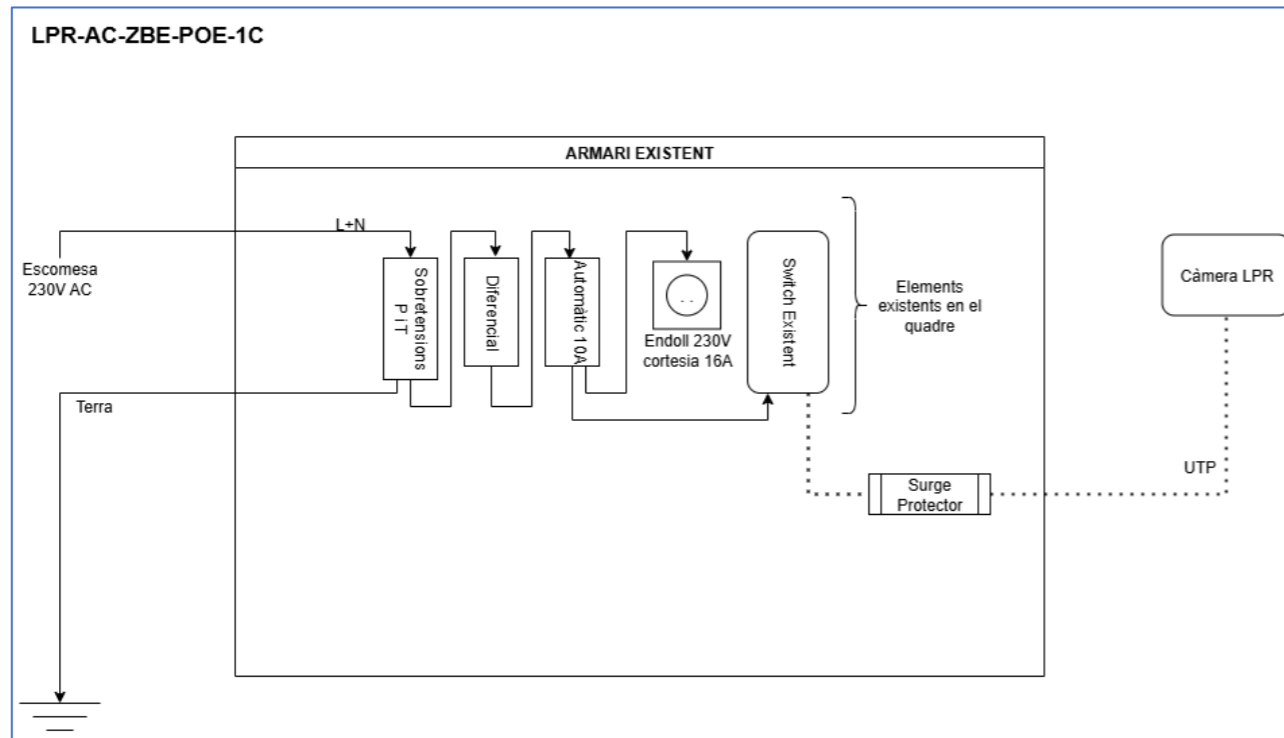 LPR-AC-ZBE-POE-1C
ARMARI EXISTENT
L+N
Escomesa
230V AC
Sobretensions
P i T
Diferencial
Automàtic 10A
Endoll 230V
cortesia 16A
Switch Existent
Elements
existents en el
quadre
Càmera LPR
Terra
UTP
Surge
Protector